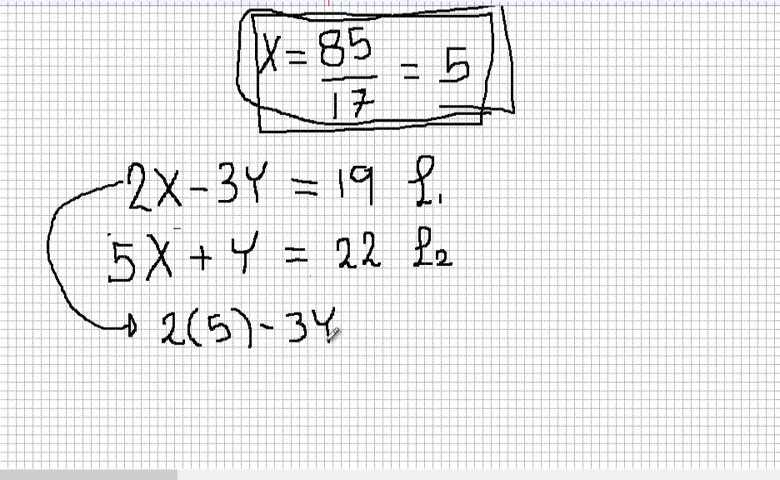 X = 85/17 = 5
2X - 3Y = 19 L1
5X + Y = 22 L2
2(5) - 3Y